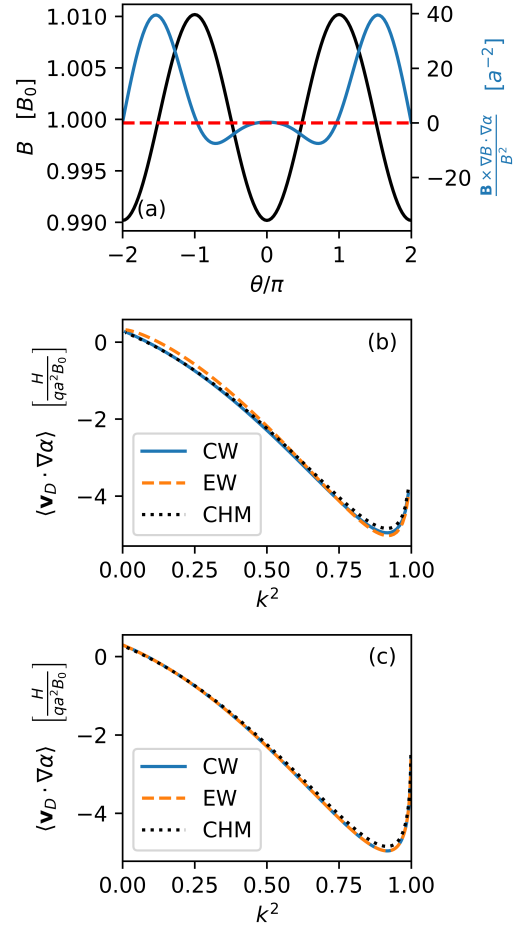 1.010
1.005
1.000
0.995
0.990
B [B₀]
40
20
0
−20
B × ∇B · ∇α / B² [a⁻²]
(a)
−2 −1 0 1 2
θ/π
0
−2
−4
⟨v_D · ∇α⟩ [H / qa²B₀]
(b)
CW
EW
CHM
0.00 0.25 0.50 0.75 1.00
k²
0
−2
−4
⟨v_D · ∇α⟩ [H / qa²B₀]
(c)
CW
EW
CHM
0.00 0.25 0.50 0.75 1.00
k²